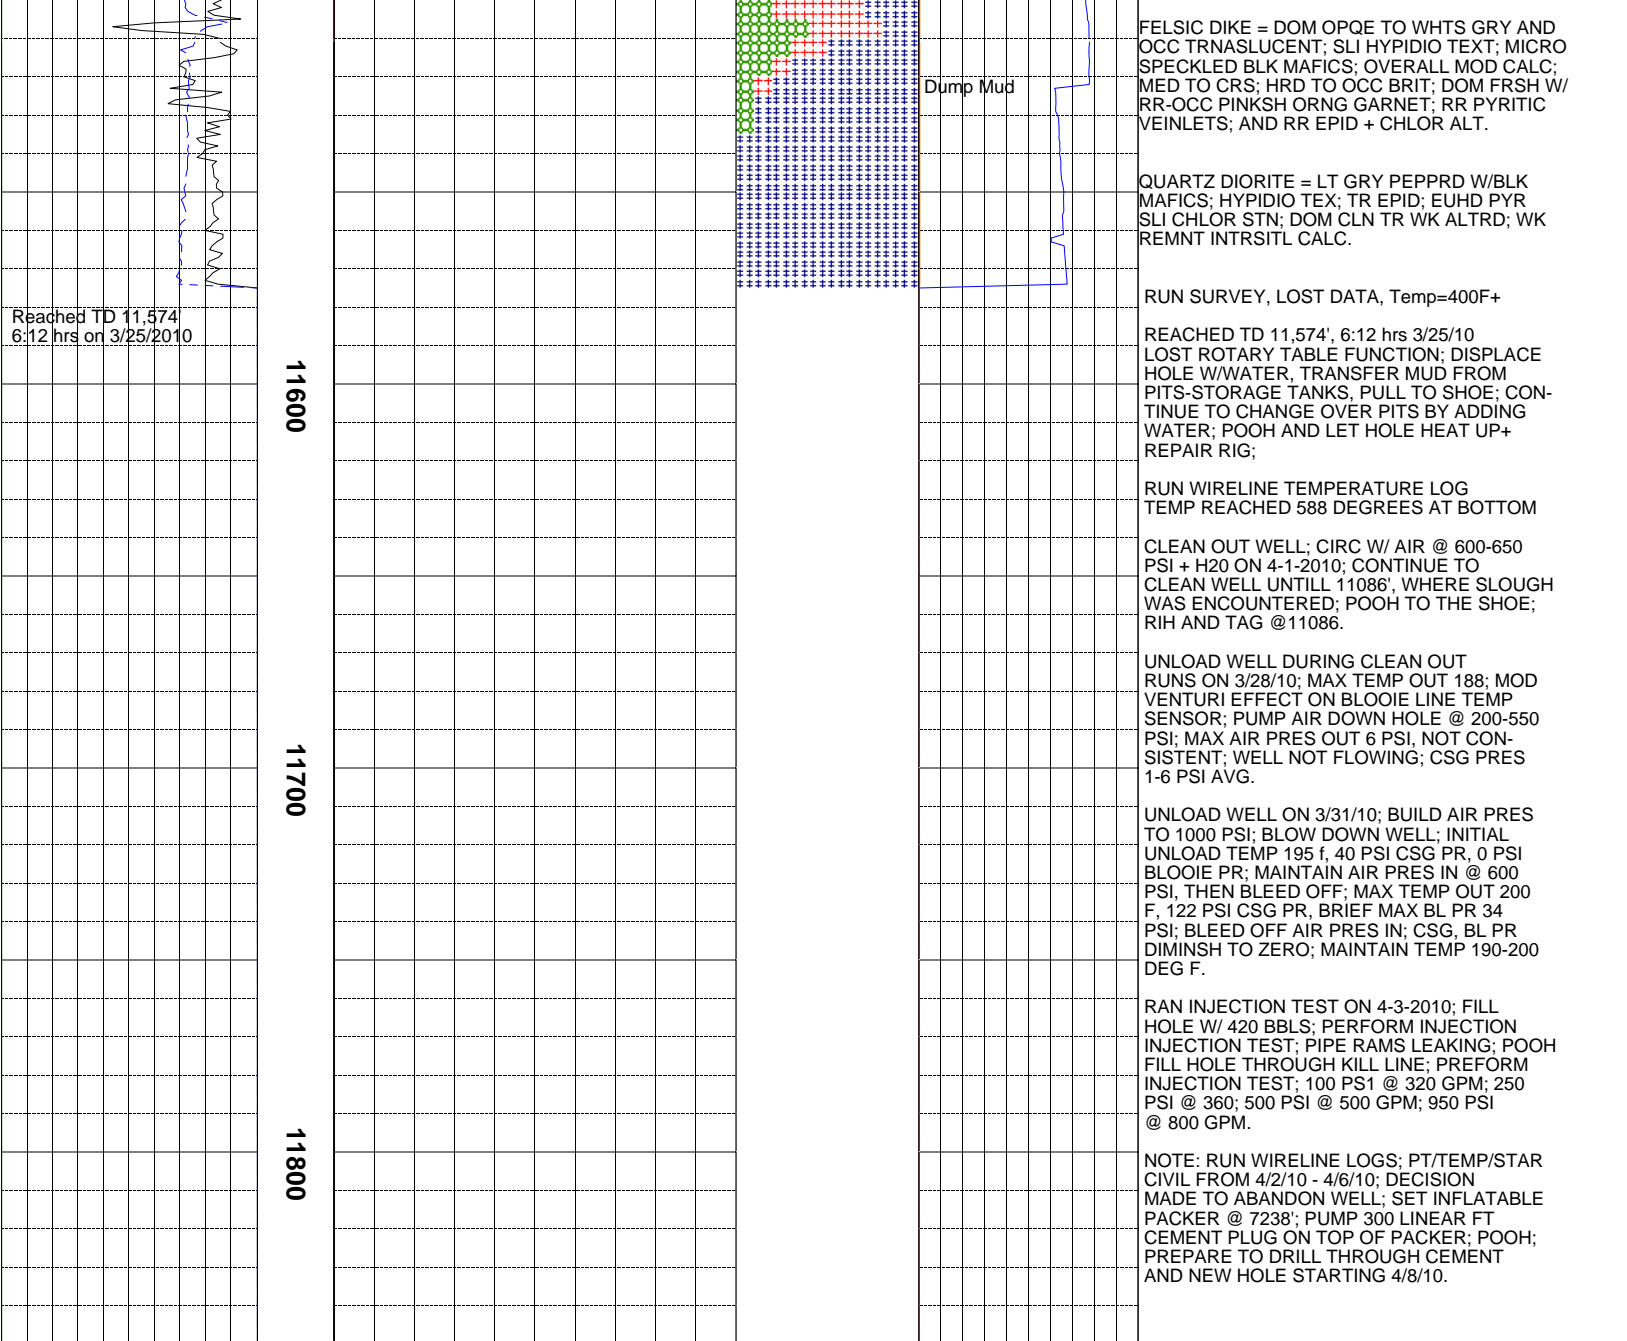 Dump Mud
Reached TD 11,574'
6:12 hrs on 3/25/2010
11600
11700
11800
FELSIC DIKE = DOM OPQE TO WHTS GRY AND
OCC TRNASLUCENT; SLI HYPIDIO TEXT; MICRO
SPECKLED BLK MAFICS; OVERALL MOD CALC;
MED TO CRS; HRD TO OCC BRIT; DOM FRSH W/
RR-OCC PINKSH ORNG GARNET; RR PYRITIC
VEINLETS; AND RR EPID + CHLOR ALT.
QUARTZ DIORITE = LT GRY PEPPRD W/BLK
MAFICS; HYPIDIO TEX; TR EPID; EUHD PYR
SLI CHLOR STN; DOM CLN TR WK ALTRD; WK
REMNT INTRSITL CALC.
RUN SURVEY, LOST DATA, Temp=400F+
REACHED TD 11,574', 6:12 hrs 3/25/10
LOST ROTARY TABLE FUNCTION; DISPLACE
HOLE W/WATER, TRANSFER MUD FROM
PITS-STORAGE TANKS, PULL TO SHOE; CON-
TINUE TO CHANGE OVER PITS BY ADDING
WATER; POOH AND LET HOLE HEAT UP+
REPAIR RIG;
RUN WIRELINE TEMPERATURE LOG
TEMP REACHED 588 DEGREES AT BOTTOM
CLEAN OUT WELL; CIRC W/ AIR @ 600-650
PSI + H20 ON 4-1-2010; CONTINUE TO
CLEAN WELL UNTILL 11086', WHERE SLOUGH
WAS ENCOUNTERED; POOH TO THE SHOE;
RIH AND TAG @11086.
UNLOAD WELL DURING CLEAN OUT
RUNS ON 3/28/10; MAX TEMP OUT 188; MOD
VENTURI EFFECT ON BLOOIE LINE TEMP
SENSOR; PUMP AIR DOWN HOLE @ 200-550
PSI; MAX AIR PRES OUT 6 PSI, NOT CON-
SISTENT; WELL NOT FLOWING; CSG PRES
1-6 PSI AVG.
UNLOAD WELL ON 3/31/10; BUILD AIR PRES
TO 1000 PSI; BLOW DOWN WELL; INITIAL
UNLOAD TEMP 195 f, 40 PSI CSG PR, 0 PSI
BLOOIE PR; MAINTAIN AIR PRES IN @ 600
PSI, THEN BLEED OFF; MAX TEMP OUT 200
F, 122 PSI CSG PR, BRIEF MAX BL PR 34
PSI; BLEED OFF AIR PRES IN; CSG, BL PR
DIMINSH TO ZERO; MAINTAIN TEMP 190-200
DEG F.
RAN INJECTION TEST ON 4-3-2010; FILL
HOLE W/ 420 BBLS; PERFORM INJECTION
INJECTION TEST; PIPE RAMS LEAKING; POOH
FILL HOLE THROUGH KILL LINE; PREFORM
INJECTION TEST; 100 PS1 @ 320 GPM; 250
PSI @ 360; 500 PSI @ 500 GPM; 950 PSI
@ 800 GPM.
NOTE: RUN WIRELINE LOGS; PT/TEMP/STAR
CIVIL FROM 4/2/10 - 4/6/10; DECISION
MADE TO ABANDON WELL; SET INFLATABLE
PACKER @ 7238'; PUMP 300 LINEAR FT
CEMENT PLUG ON TOP OF PACKER; POOH;
PREPARE TO DRILL THROUGH CEMENT
AND NEW HOLE STARTING 4/8/10.